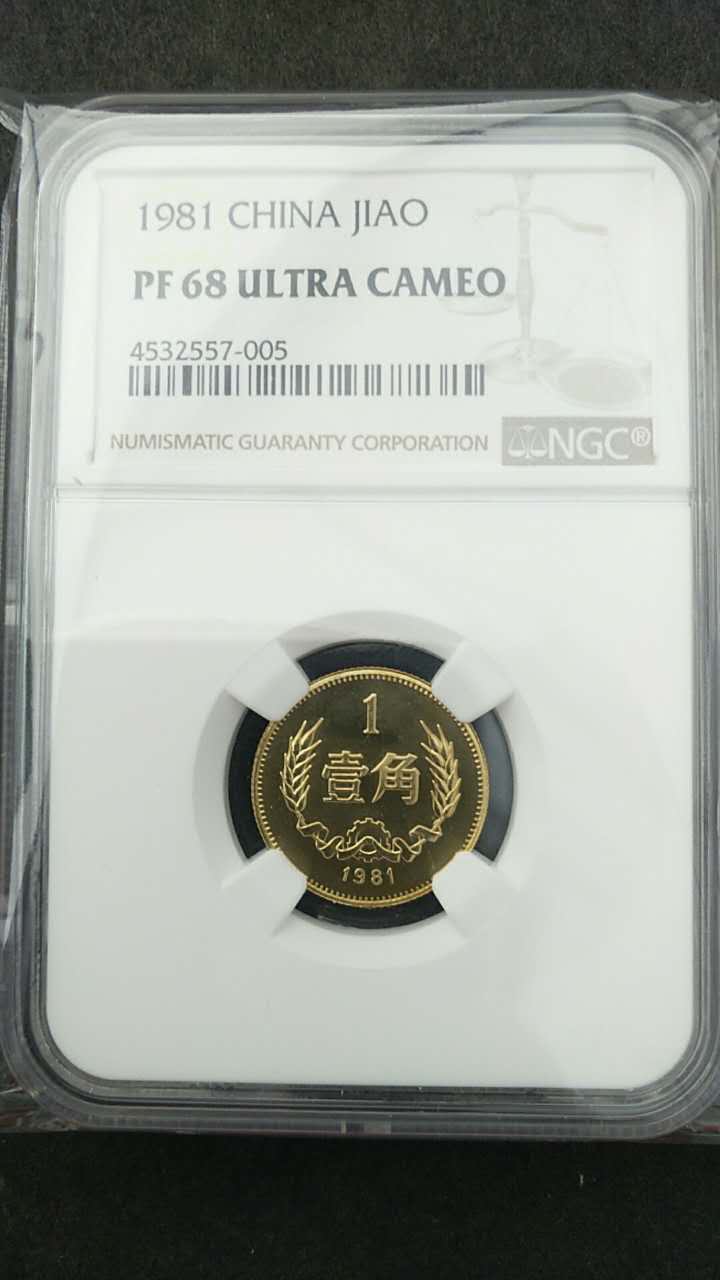 1981 CHINA JIAO
PF 68 ULTRA CAMEO
4532557-005
NUMISMATIC GUARANTY CORPORATION NGC®
1
壹角
1981